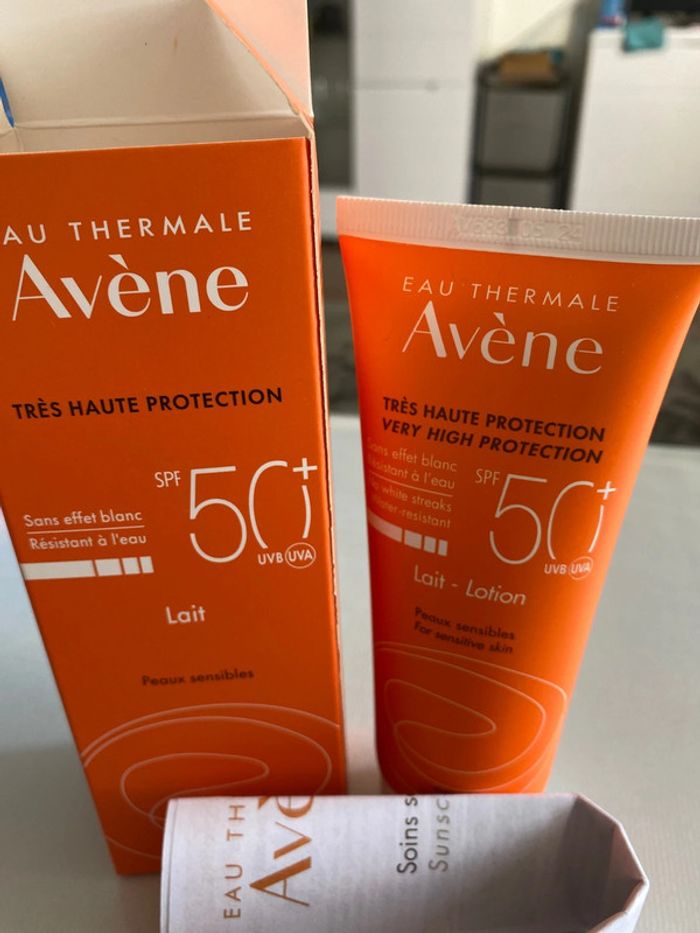 AU THERMALE
Avène
TRÈS HAUTE PROTECTION
SPF 50+
Sans effet blanc
Résistant à l'eau
UVB UVA
Lait
Peaux sensibles
05 20
EAU THERMALE
Avène
TRÈS HAUTE PROTECTION
VERY HIGH PROTECTION
Sans effet blanc
Résistant à l'eau
white streaks
Water-resistant
SPF 50+
UVB UVA
Lait - Lotion
Peaux sensibles
For sensitive skin
EAU TH
Avè
Soins s
Sunsc